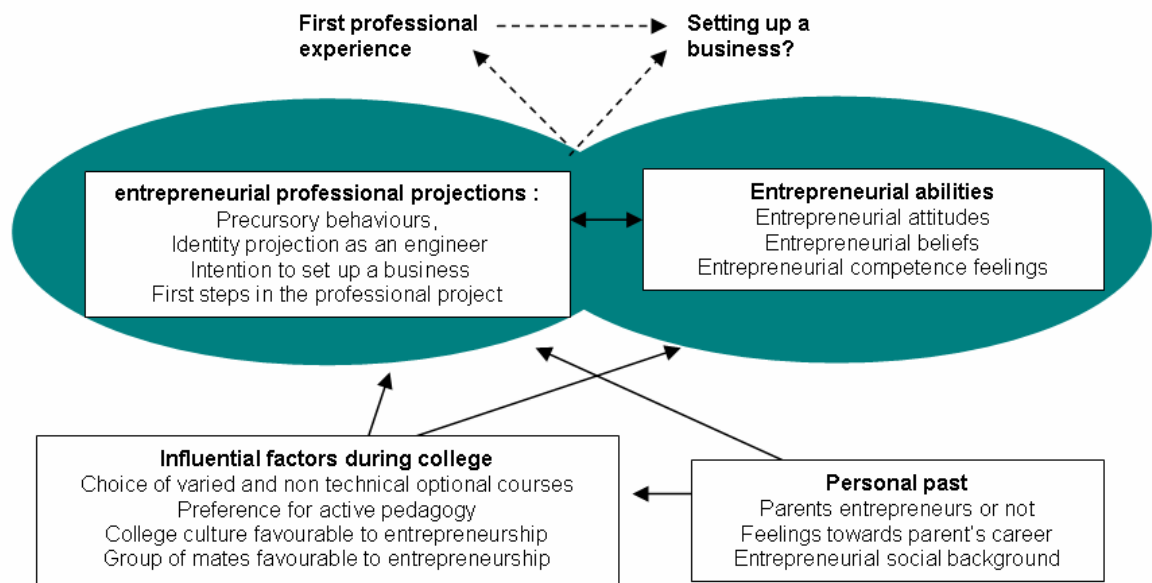 First professional
experience
Setting up a
business?
entrepreneurial professional projections :
Precursory behaviours,
Identity projection as an engineer
Intention to set up a business
First steps in the professional project
Entrepreneurial abilities
Entrepreneurial attitudes
Entrepreneurial beliefs
Entrepreneurial competence feelings
Influential factors during college
Choice of varied and non technical optional courses
Preference for active pedagogy
College culture favourable to entrepreneurship
Group of mates favourable to entrepreneurship
Personal past
Parents entrepreneurs or not
Feelings towards parent's career
Entrepreneurial social background